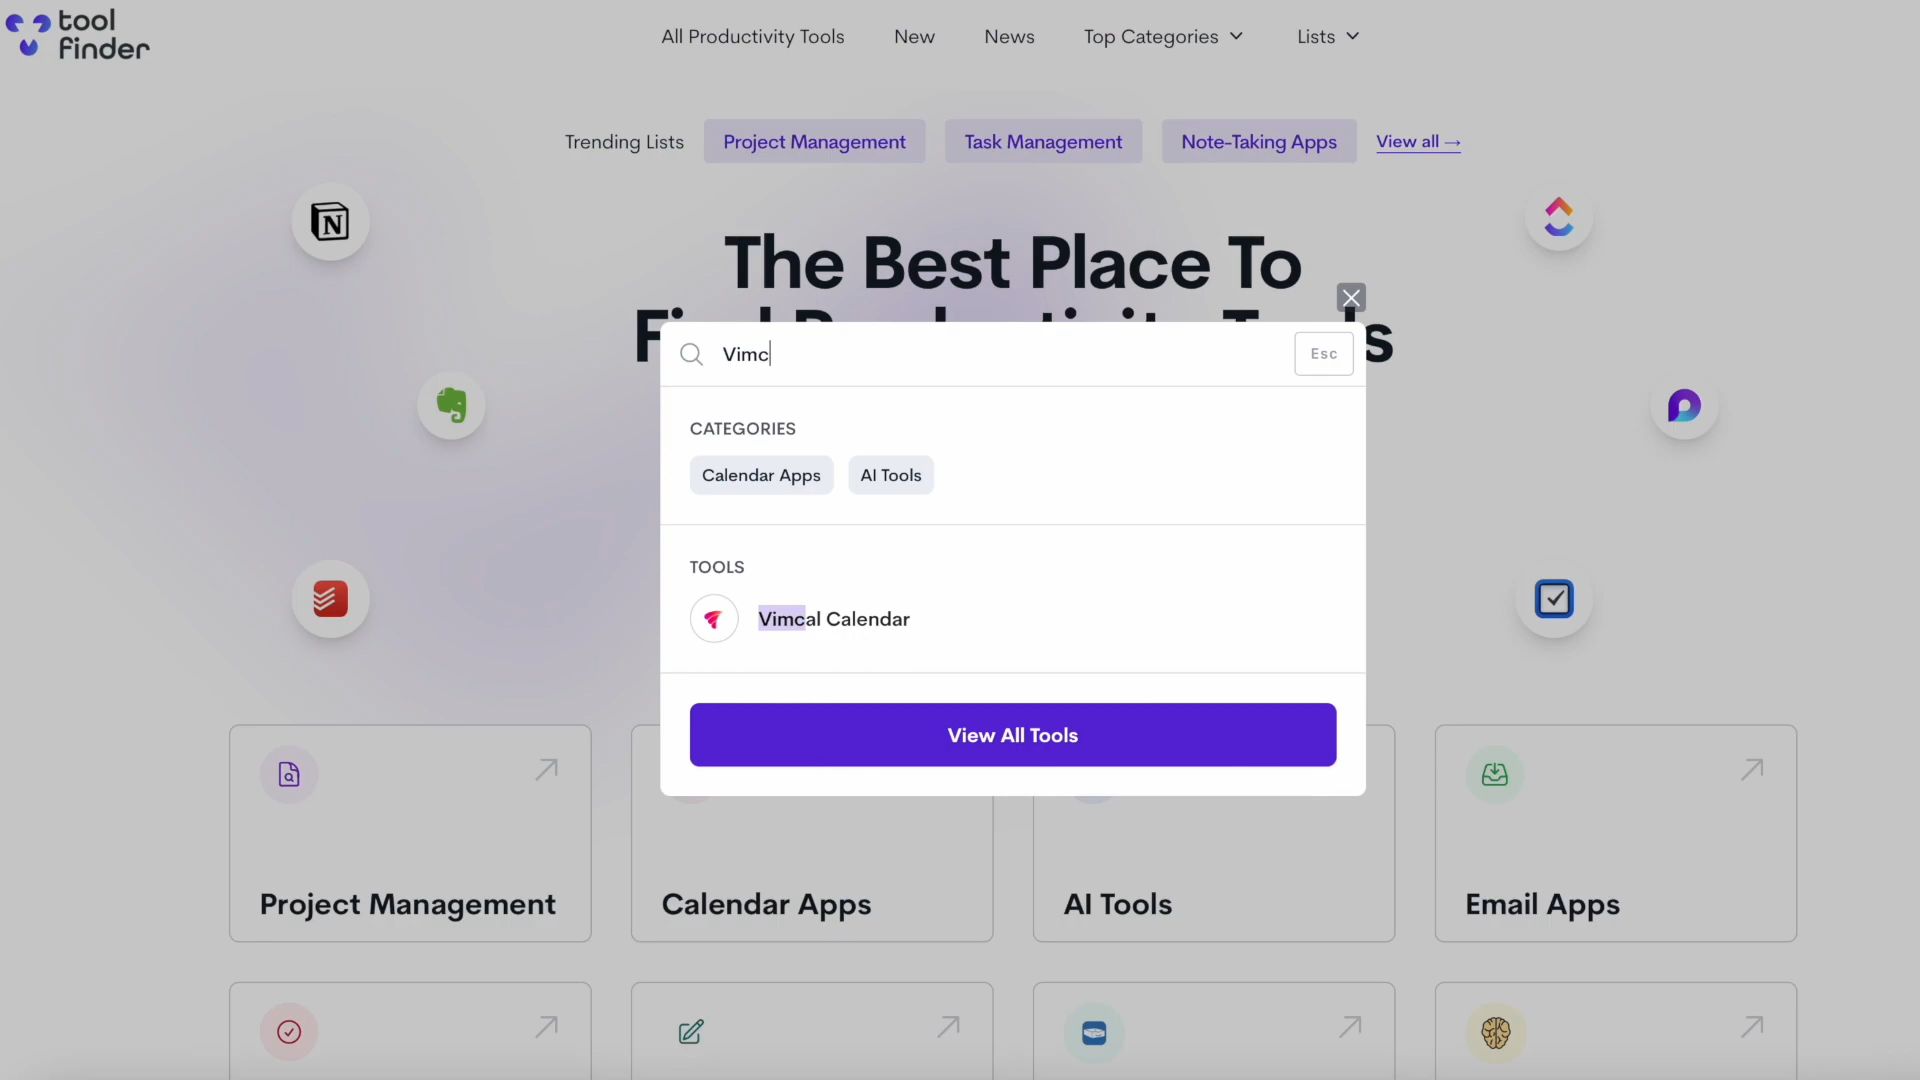 tool
finder
All Productivity Tools
New
News
Top Categories
Lists
Trending Lists
Project Management
Task Management
Note-Taking Apps
View all →
The Best Place To
Vimc
Esc
CATEGORIES
Calendar Apps
AI Tools
TOOLS
Vimcal Calendar
View All Tools
Project Management
Calendar Apps
AI Tools
Email Apps